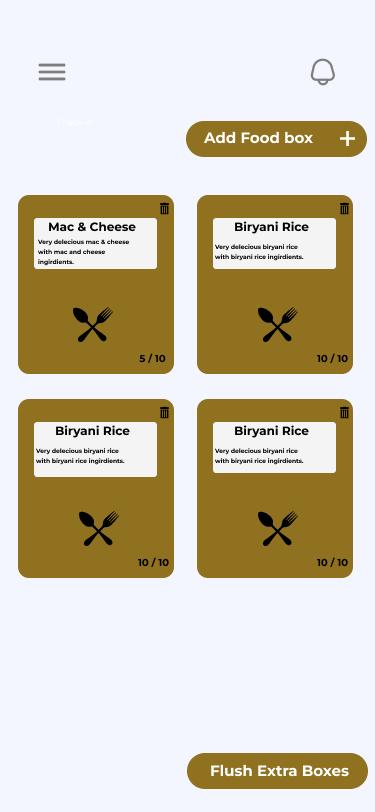 Add Food box
Mac & Cheese
Very delecious mac & cheese
with mac and cheese
ingirdients.
5 / 10
Biryani Rice
Very delecious biryani rice
with biryani rice ingirdients.
10 / 10
Biryani Rice
Very delecious biryani rice
with biryani rice ingirdients.
10 / 10
Biryani Rice
Very delecious biryani rice
with biryani rice ingirdients.
10 / 10
Flush Extra Boxes